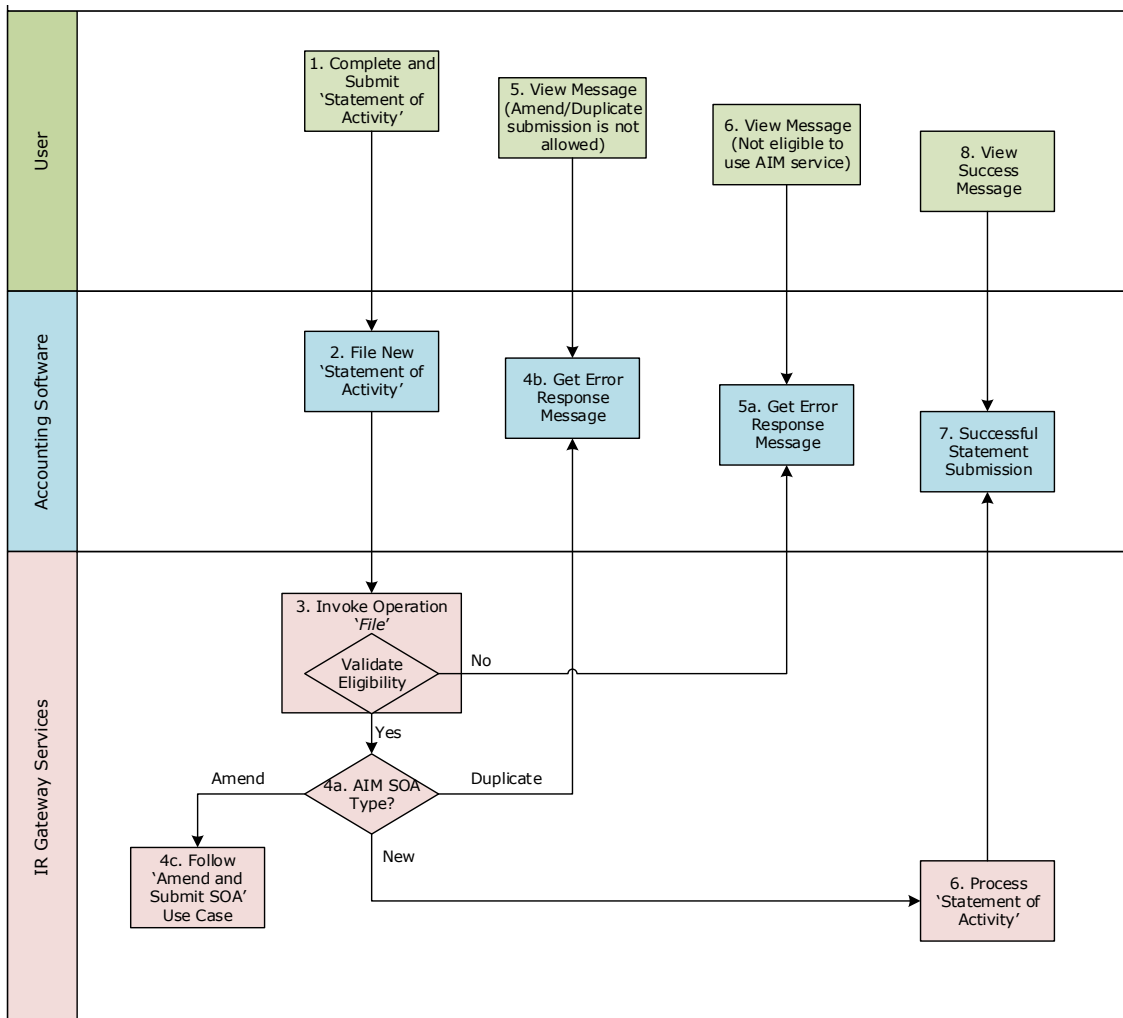 User
1. Complete and
Submit
‘Statement of
Activity’
5. View Message
(Amend/Duplicate
submission is not
allowed)
6. View Message
(Not eligible to
use AIM service)
8. View
Success
Message
Accounting Software
2. File New
‘Statement of
Activity’
4b. Get Error
Response
Message
5a. Get Error
Response
Message
7. Successful
Statement
Submission
IR Gateway Services
3. Invoke Operation
‘File’
Validate
Eligibility
No
Yes
4a. AIM SOA
Type?
Amend
Duplicate
New
4c. Follow
‘Amend and
Submit SOA’
Use Case
6. Process
‘Statement of
Activity’